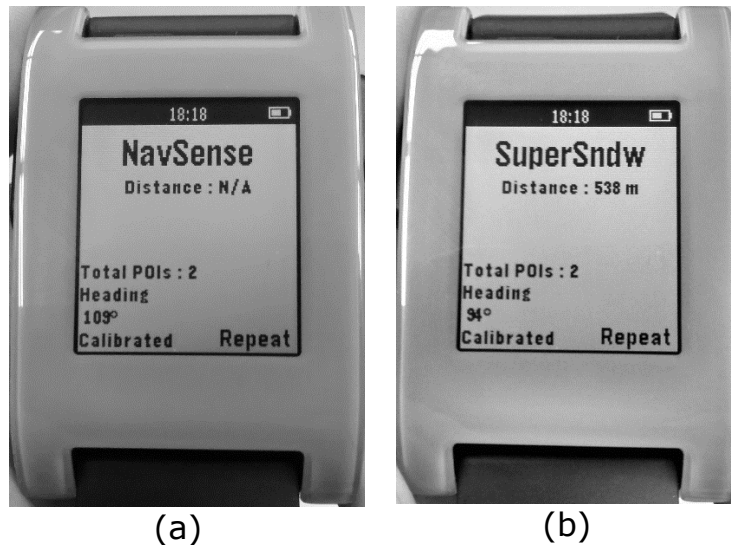 18:18
NavSense
Distance : N/A
Total POIs : 2
Heading
109°
Calibrated Repeat
(a)
18:18
SuperSndw
Distance : 538 m
Total POIs : 2
Heading
94°
Calibrated Repeat
(b)